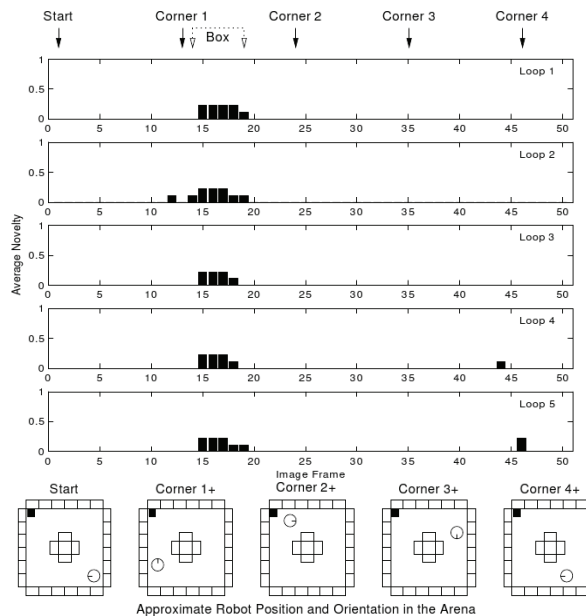 Start Corner 1 Corner 2 Corner 3 Corner 4
Box
1
0.5
0
Loop 1
0 5 10 15 20 25 30 35 40 45 50
1
0.5
0
Loop 2
0 5 10 15 20 25 30 35 40 45 50
Average Novelty
1
0.5
0
Loop 3
0 5 10 15 20 25 30 35 40 45 50
1
0.5
0
Loop 4
0 5 10 15 20 25 30 35 40 45 50
1
0.5
0
Loop 5
0 5 10 15 20 25 30 35 40 45 50
Image Frame
Start Corner 1+ Corner 2+ Corner 3+ Corner 4+
Approximate Robot Position and Orientation in the Arena